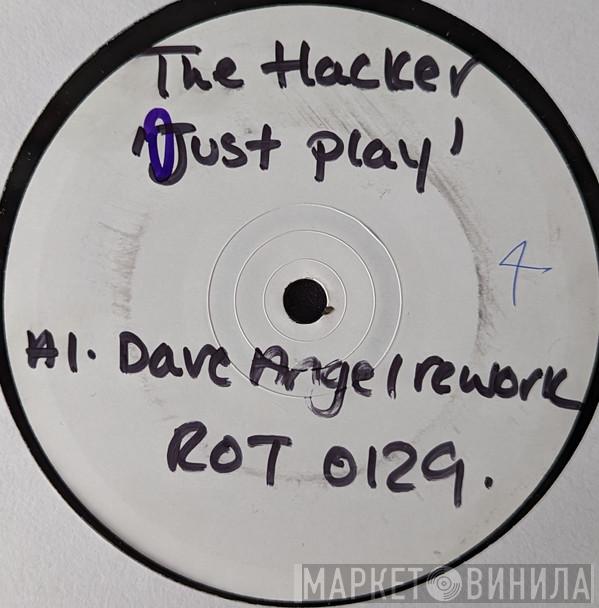 The Hacker
'Just play'
4
A1. Dave Angel rework
ROT 0129.
МАРКЕТ ВИНИЛА